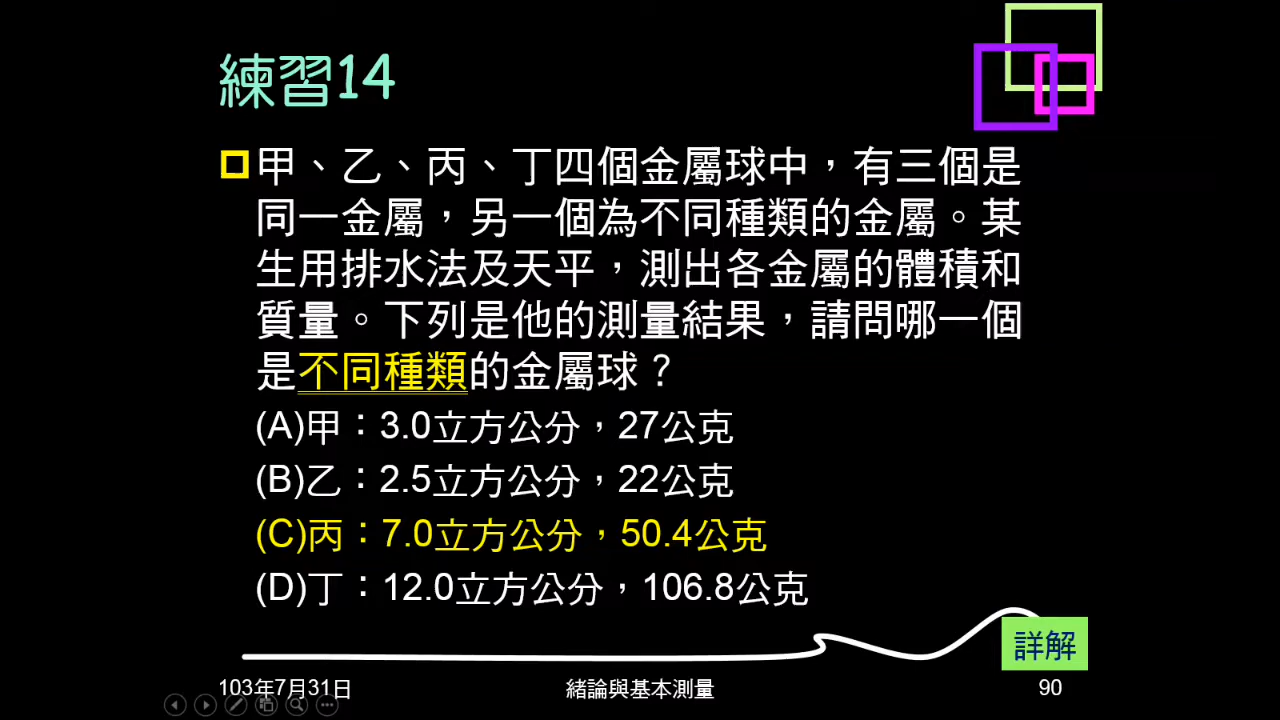 練習14
甲、乙、丙、丁四個金屬球中，有三個是
同一金屬，另一個為不同種類的金屬。某
生用排水法及天平，測出各金屬的體積和
質量。下列是他的測量結果，請問哪一個
是不同種類的金屬球？
(A)甲：3.0立方公分，27公克
(B)乙：2.5立方公分，22公克
(C)丙：7.0立方公分，50.4公克
(D)丁：12.0立方公分，106.8公克
詳解
103年7月31日
緒論與基本測量
90